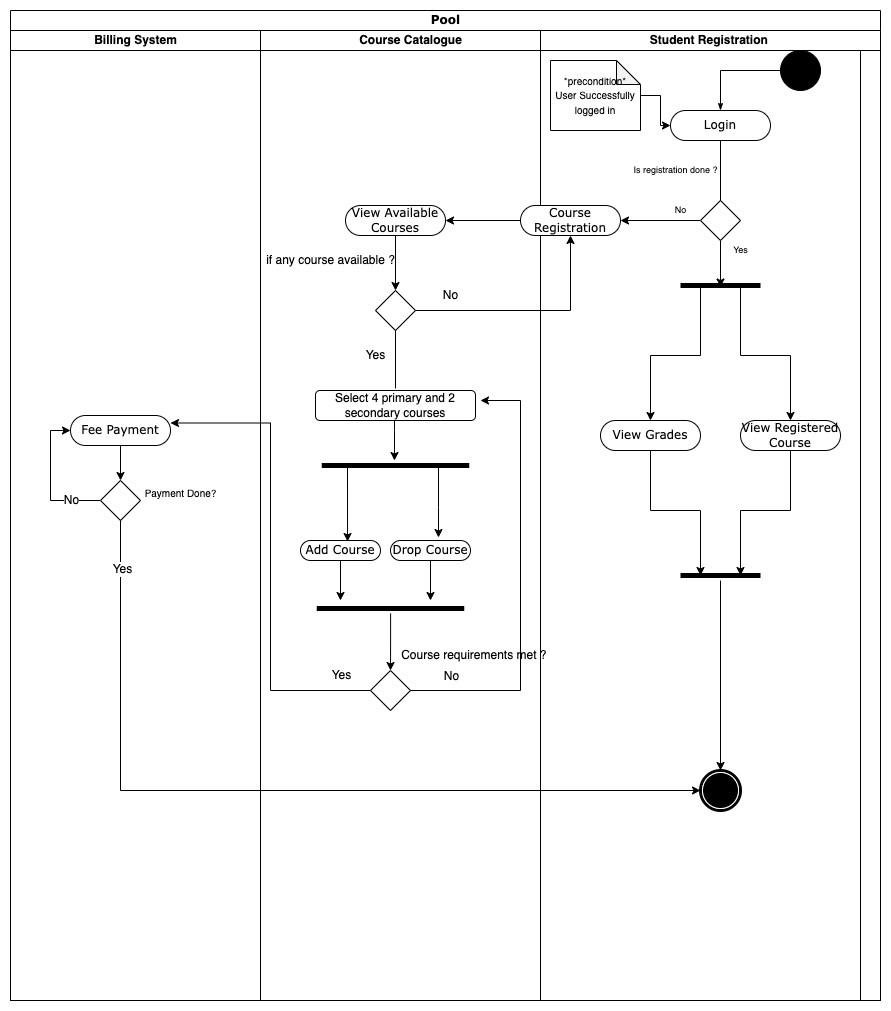 Pool
Billing System
Course Catalogue
Student Registration
*precondition*
User Successfully
logged in
Login
Is registration done ?
No
Yes
Course
Registration
View Available
Courses
if any course available ?
No
Yes
Select 4 primary and 2
secondary courses
View Grades
View Registered
Course
Fee Payment
No
Payment Done?
Yes
Add Course
Drop Course
Course requirements met ?
Yes
No